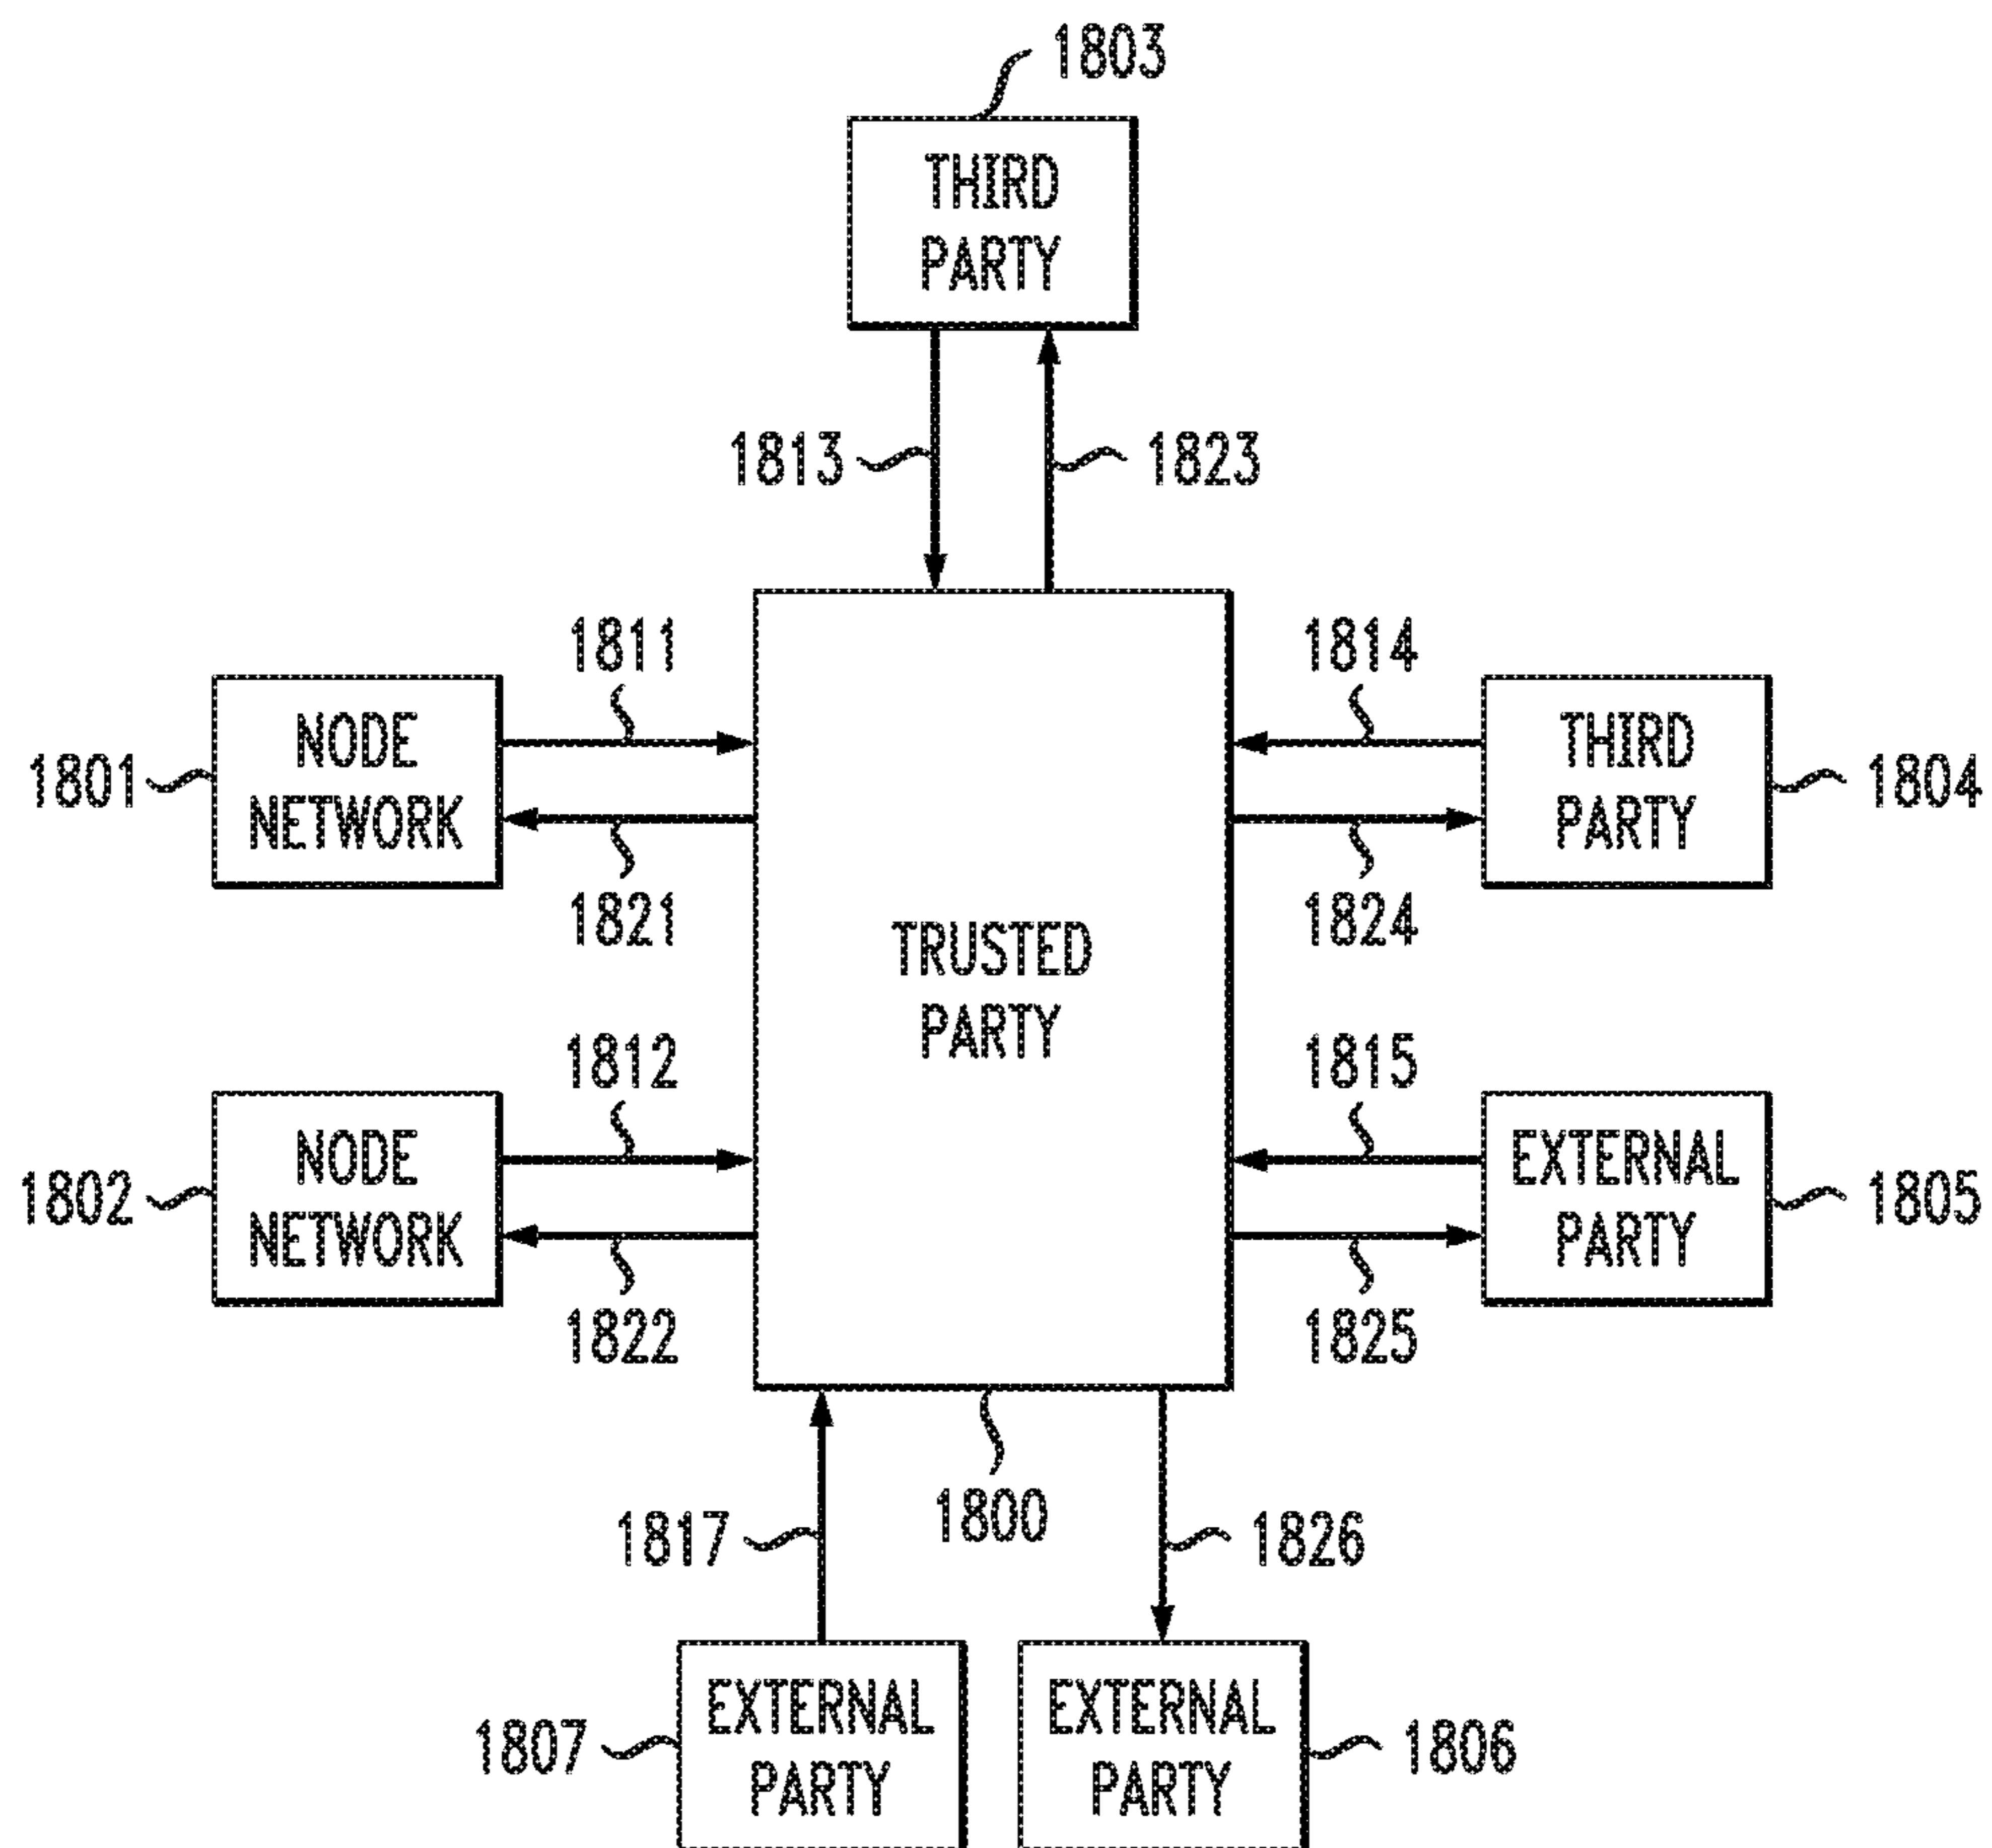 1803
THIRD
PARTY
1813
1823
1811
1814
NODE
NETWORK
THIRD
PARTY
1801
1804
1821
1824
TRUSTED
PARTY
1812
1815
NODE
NETWORK
EXTERNAL
PARTY
1802
1805
1822
1825
1800
1817
1826
EXTERNAL
PARTY
EXTERNAL
PARTY
1807
1806